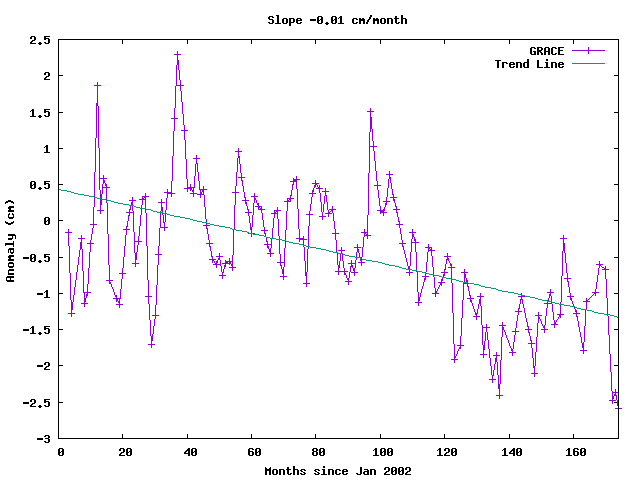 Slope -0.01 cm/month
GRACE
Trend Line
2.5
2
1.5
1
0.5
0
-0.5
-1
-1.5
-2
-2.5
-3
Anomaly (cm)
0 20 40 60 80 100 120 140 160
Months since Jan 2002